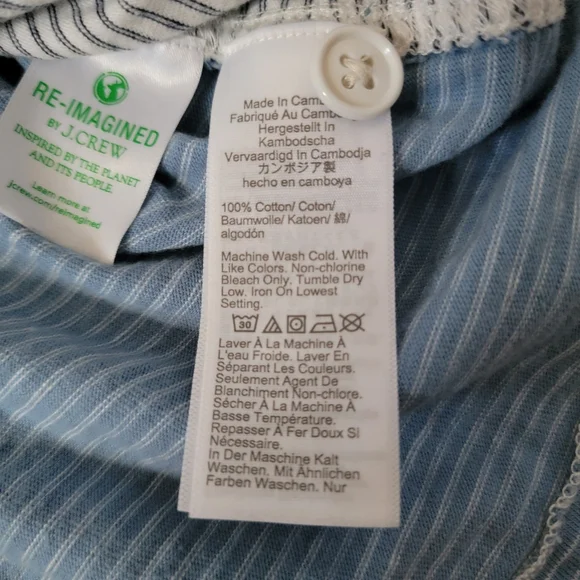 RE-IMAGINED
BY J.CREW
INSPIRED BY THE PLANET
AND ITS PEOPLE
Learn more at
jcrew.com/reimagined
Made In Cam
Fabriqué Au Camb
Hergestellt In
Kambodscha
Vervaardigd In Cambodja
カンボジア製
hecho en camboya
100% Cotton/ Coton/
Baumwolle/ Katoen/ 綿/
algodón
Machine Wash Cold. With
Like Colors. Non-chlorine
Bleach Only. Tumble Dry
Low. Iron On Lowest
Setting.
30
Laver À La Machine À
L'eau Froide. Laver En
Séparant Les Couleurs.
Seulement Agent De
Blanchiment Non-chlore.
Sécher À La Machine À
Basse Température.
Repasser À Fer Doux Si
Nécessaire.
In Der Maschine Kalt
Waschen. Mit Ähnlichen
Farben Waschen. Nur